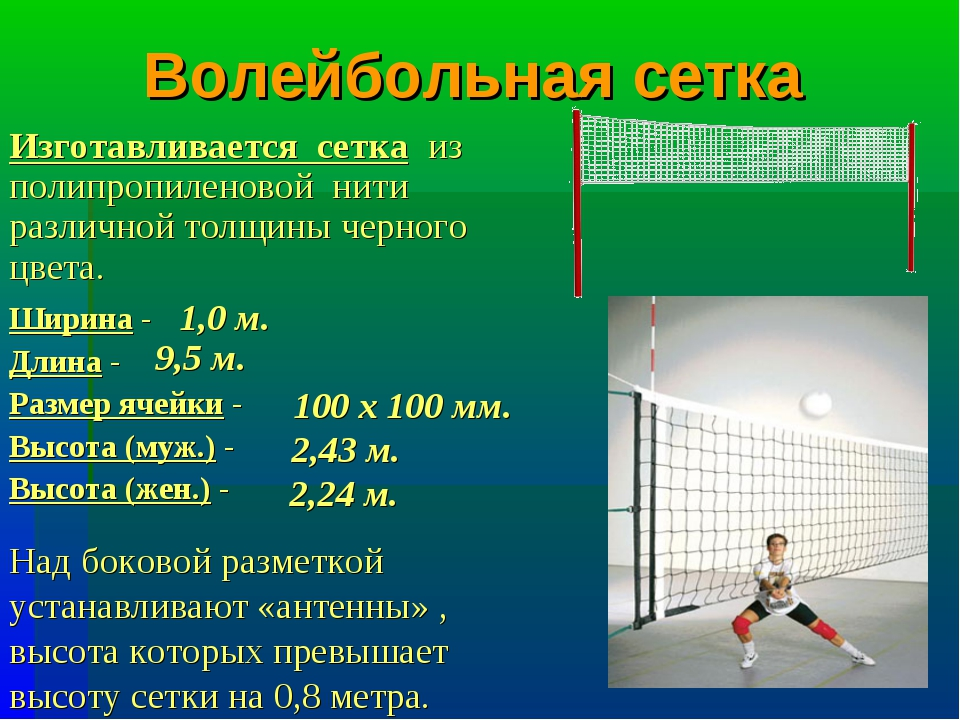 Волейбольная сетка
Изготавливается сетка из
полипропиленовой нити
различной толщины черного
цвета.
Ширина - 1,0 м.
Длина - 9,5 м.
Размер ячейки - 100 х 100 мм.
Высота (муж.) - 2,43 м.
Высота (жен.) - 2,24 м.
Над боковой разметкой
устанавливают «антенны» ,
высота которых превышает
высоту сетки на 0,8 метра.